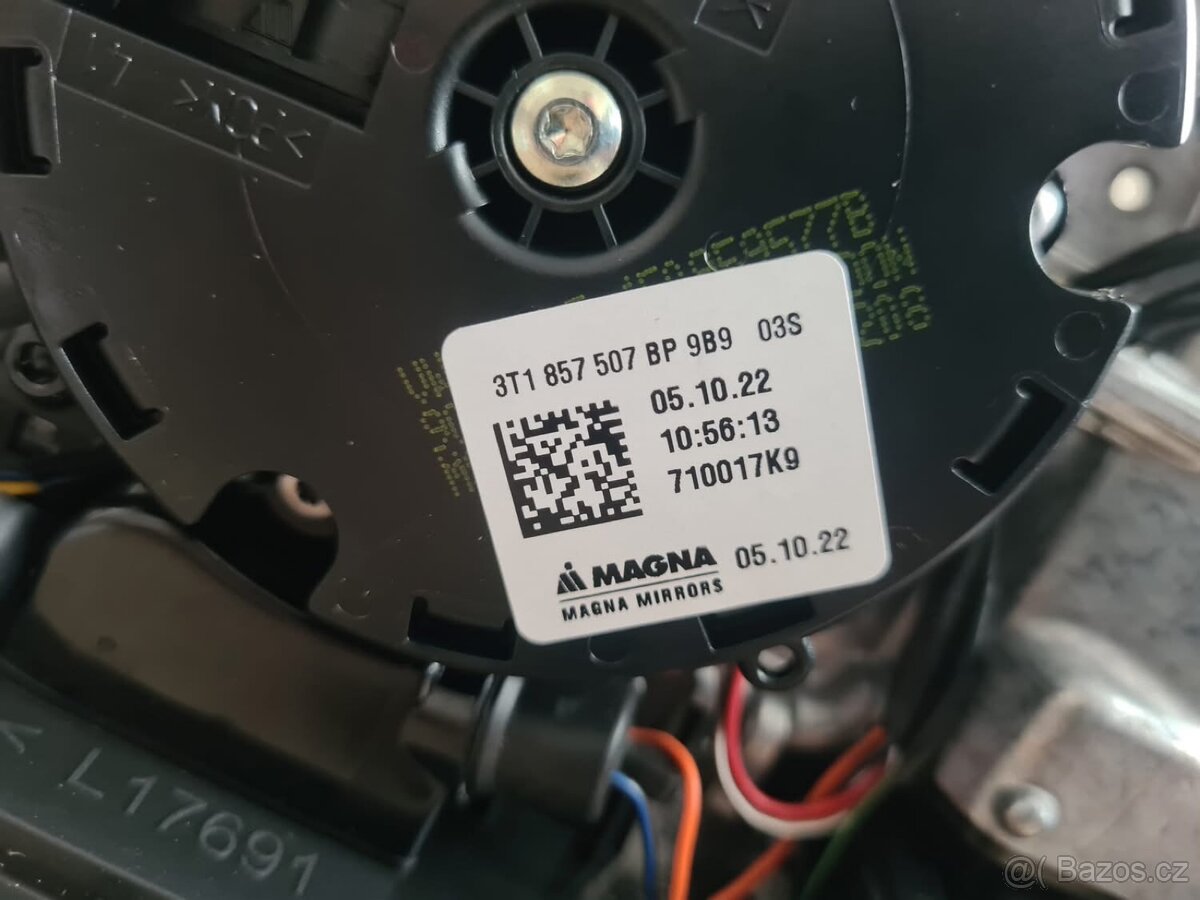 >POK<
3T1 857 507 BP 9B9 03S
05.10.22
10:56:13
710017K9
MAGNA 05.10.22
MAGNA MIRRORS
< L17691
@( Bazos.cz